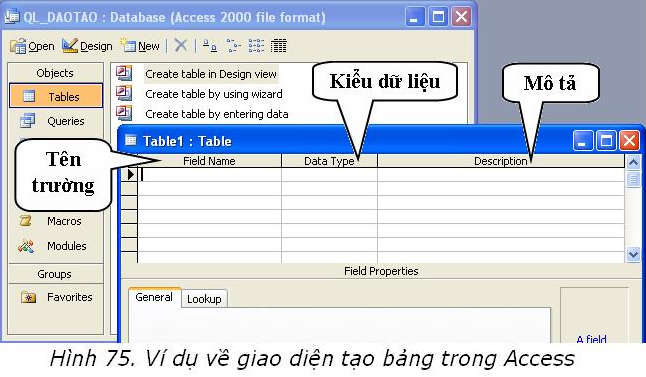 QL_DAOTAO : Database (Access 2000 file format)
Open Design New
Objects
Tables
Queries
Macros
Modules
Groups
Favorites
Create table in Design view
Create table by using wizard
Create table by entering data
Kiểu dữ liệu
Mô tả
Tên
trường
Table1 : Table
Field Name Data Type Description
Field Properties
General Lookup
A field
Hình 75. Ví dụ về giao diện tạo bảng trong Access